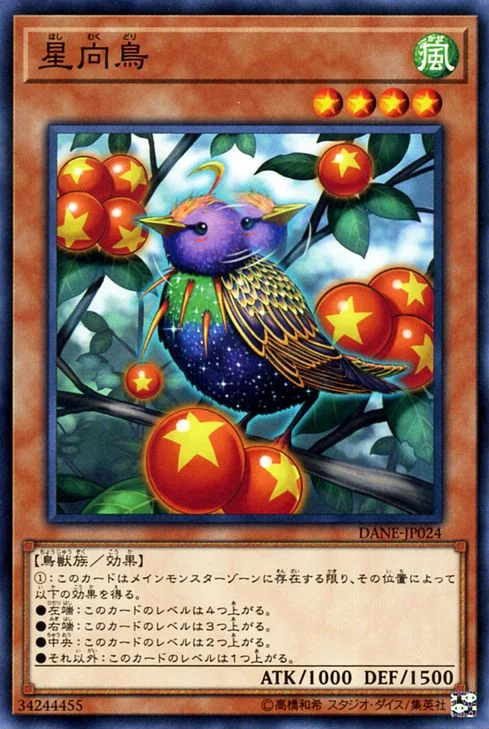 星向鳥
風
DANE-JP024
【鳥獣族/効果】
①:このカードはメインモンスターゾーンに存在する限り、その位置によって
以下の効果を得る。
●左端:このカードのレベルは4つ上がる。
●右端:このカードのレベルは3つ上がる。
●中央:このカードのレベルは2つ上がる。
●それ以外:このカードのレベルは1つ上がる。
ATK/1000 DEF/1500
34244455 ©高橋和希 スタジオ・ダイス/集英社